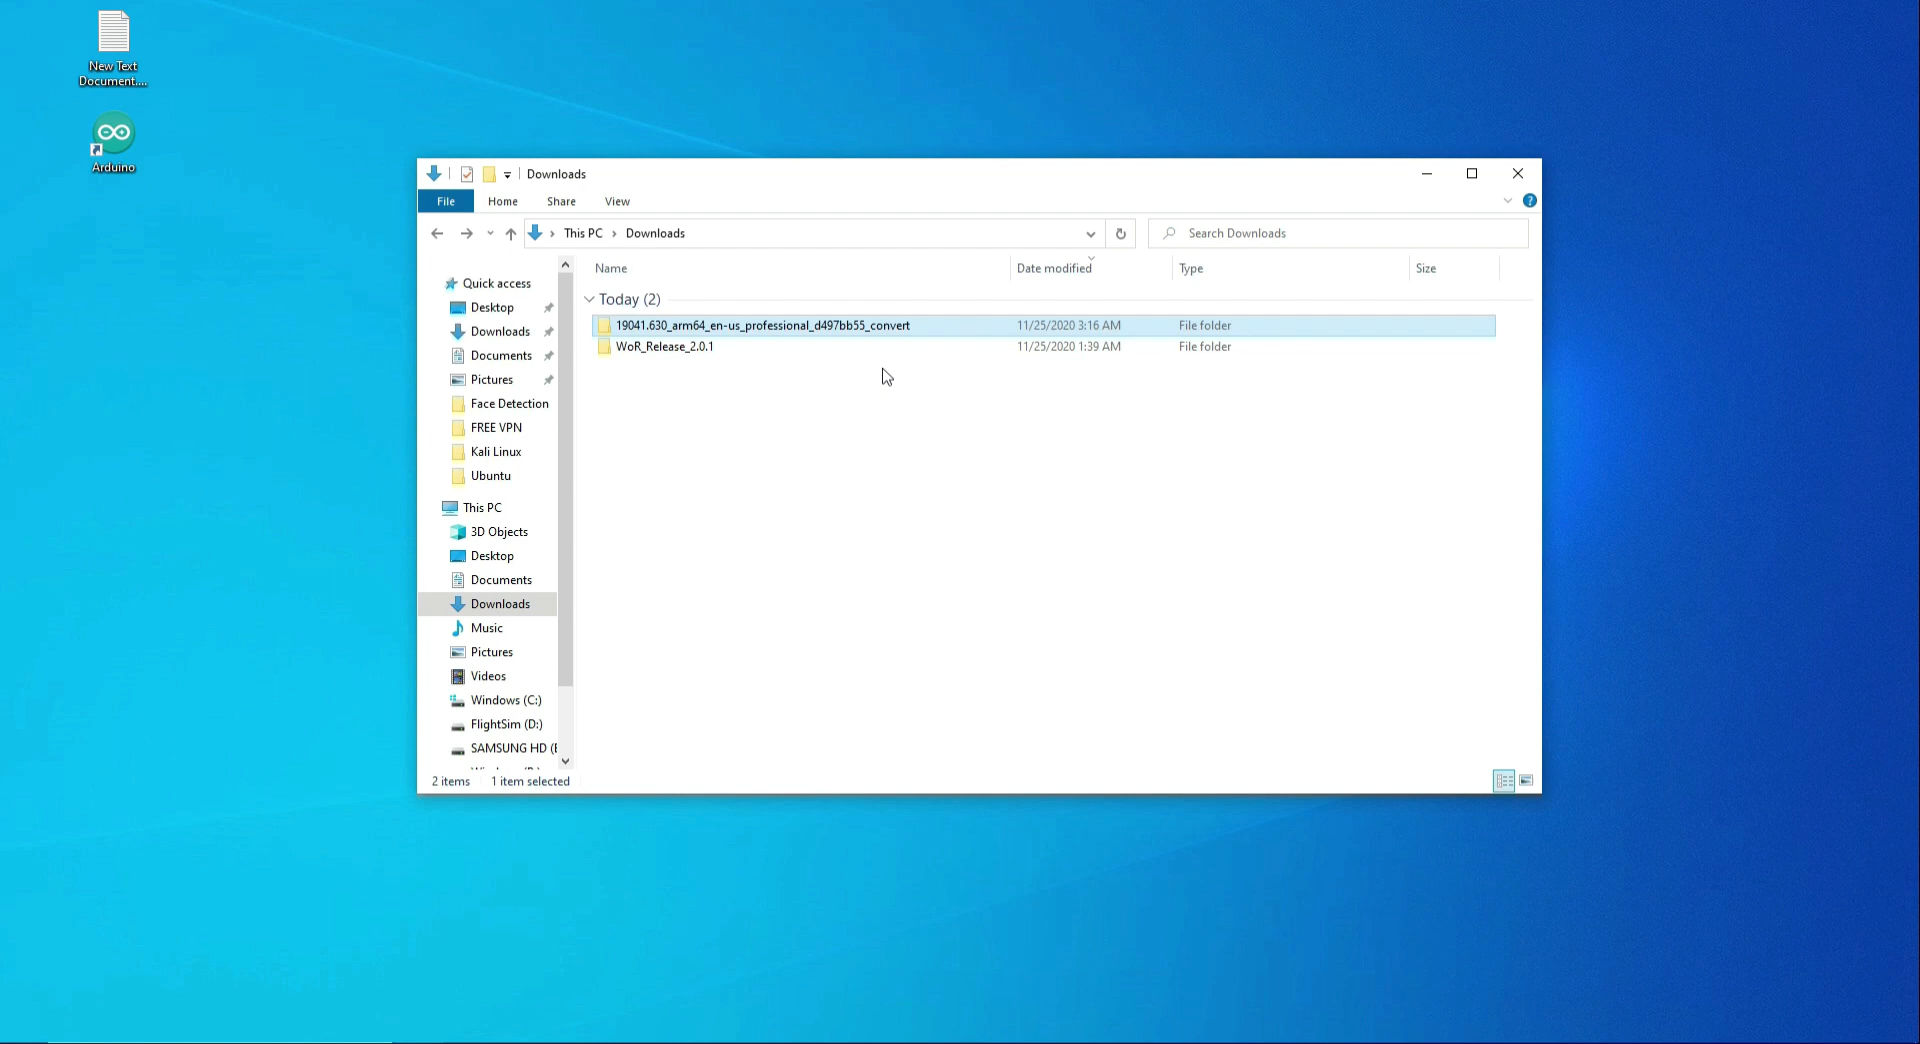 New Text
Document....
Arduino
Downloads
File Home Share View
This PC Downloads
Search Downloads
Name Date modified Type Size
Quick access
Desktop
Downloads
Documents
Pictures
Face Detection
FREE VPN
Kali Linux
Ubuntu
This PC
3D Objects
Desktop
Documents
Downloads
Music
Pictures
Videos
Windows (C:)
FlightSim (D:)
SAMSUNG HD (
Today (2)
19041.630_arm64_en-us_professional_d497bb55_convert 11/25/2020 3:16 AM File folder
WoR_Release_2.0.1 11/25/2020 1:39 AM File folder
2 items 1 item selected